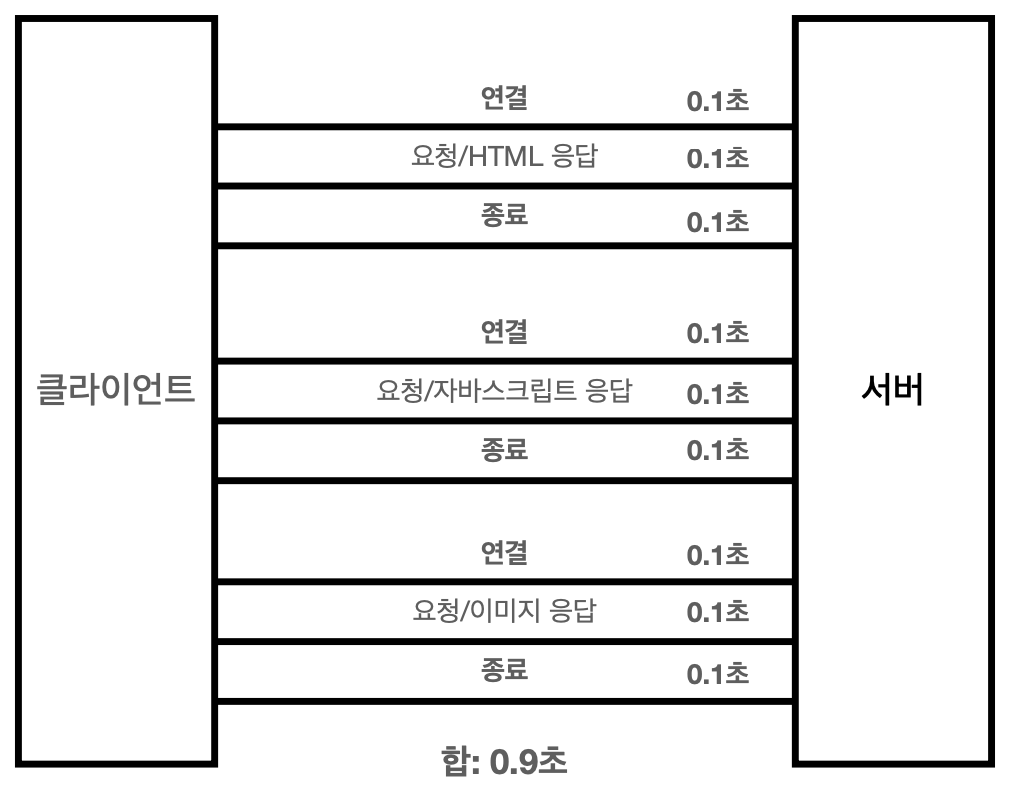 연결 0.1초
요청/HTML 응답 0.1초
종료 0.1초
연결 0.1초
클라이언트
요청/자바스크립트 응답 0.1초
서버
종료 0.1초
연결 0.1초
요청/이미지 응답 0.1초
종료 0.1초
합: 0.9초